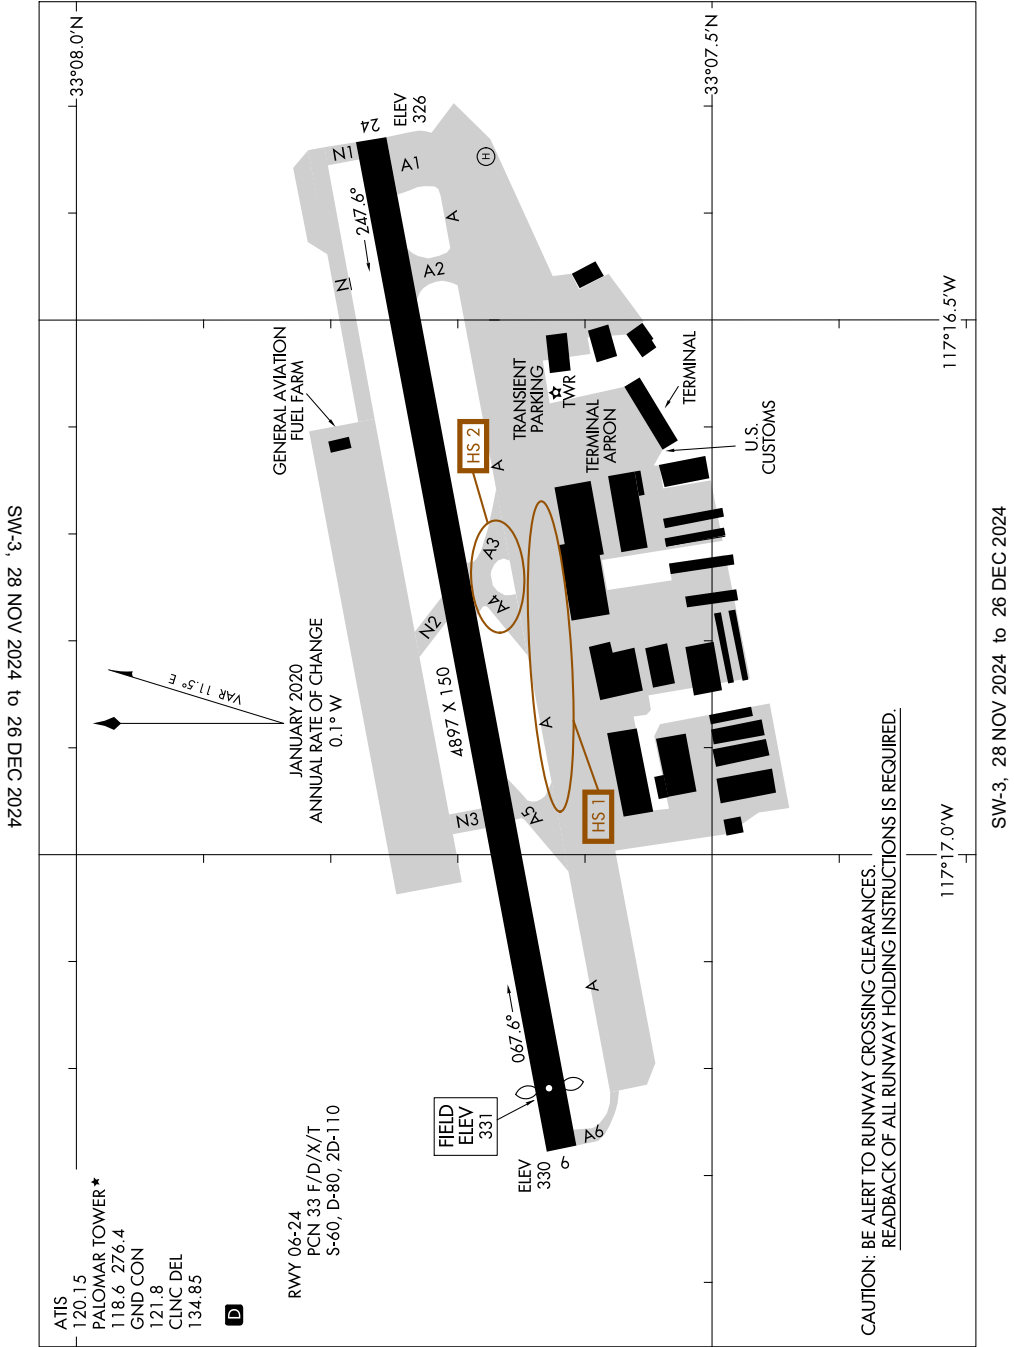 ATIS
120.15
PALOMAR TOWER★
118.6 276.4
GND CON
121.8
CLNC DEL
134.85
D
RWY 06-24
PCN 33 F/D/X/T
S-60, D-80, 2D-110
VAR 11.5° E
JANUARY 2020
ANNUAL RATE OF CHANGE
0.1° W
GENERAL AVIATION
FUEL FARM
33°08.0'N
33°07.5'N
117°16.5'W
117°17.0'W
ELEV
330
6
A6
FIELD
ELEV
331
067.6°
A
N3
A5
4897 X 150
HS 1
A
N2
A4
A3
HS 2
A
TRANSIENT
PARKING
TWR
TERMINAL
APRON
TERMINAL
U.S.
CUSTOMS
N
A2
A
247.6°
N1
A1
H
24
ELEV
326
CAUTION: BE ALERT TO RUNWAY CROSSING CLEARANCES.
READBACK OF ALL RUNWAY HOLDING INSTRUCTIONS IS REQUIRED.
SW-3, 28 NOV 2024 to 26 DEC 2024
SW-3, 28 NOV 2024 to 26 DEC 2024